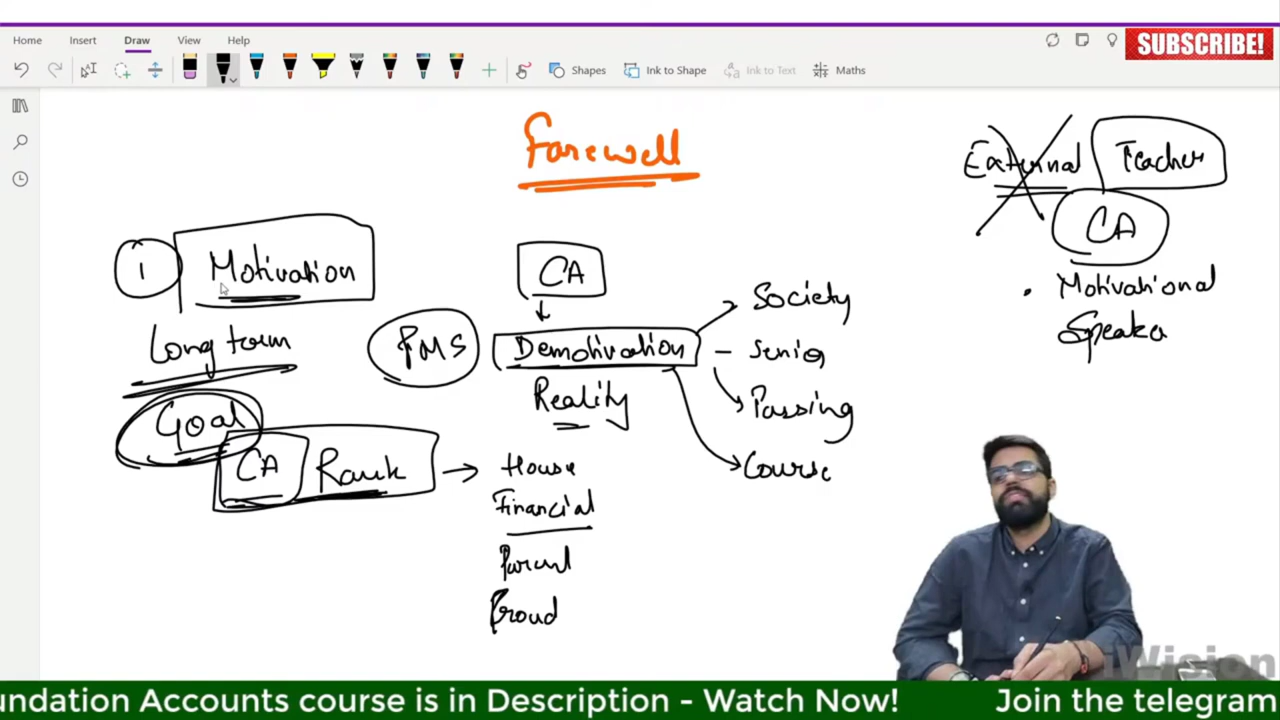 Home Insert Draw View Help
SUBSCRIBE!
Shapes Ink to Shape Ink to Text Maths
Farewell
External Teacher
CA
Motivational
Speaker
1 Motivation
Long term
Goal
CA Rank
CA
PMS Demotivation
Reality
Society
Senior
Passing
Course
House
Financial
Parent
Proud
iWision
undation Accounts course is in Description - Watch Now! Join the telegram